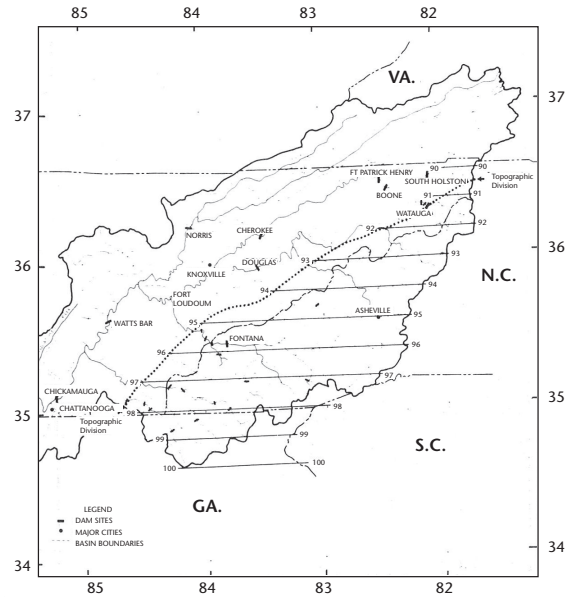 85
84
83
82
VA.
37
37
90
90
FT PATRICK HENRY
SOUTH HOLSTON
Topographic
Division
BOONE
91
91
WATAUGA
92
92
NORRIS
CHEROKEE
93
93
36
36
KNOXVILLE
DOUGLAS
N.C.
94
94
FORT
LOUDOUM
ASHEVILLE
95
95
WATTS BAR
FONTANA
96
96
97
97
CHICKAMAUGA
CHATTANOOGA
98
98
35
35
Topographic
Division
99
99
S.C.
100
100
GA.
LEGEND
DAM SITES
MAJOR CITIES
BASIN BOUNDARIES
34
34
85
84
83
82